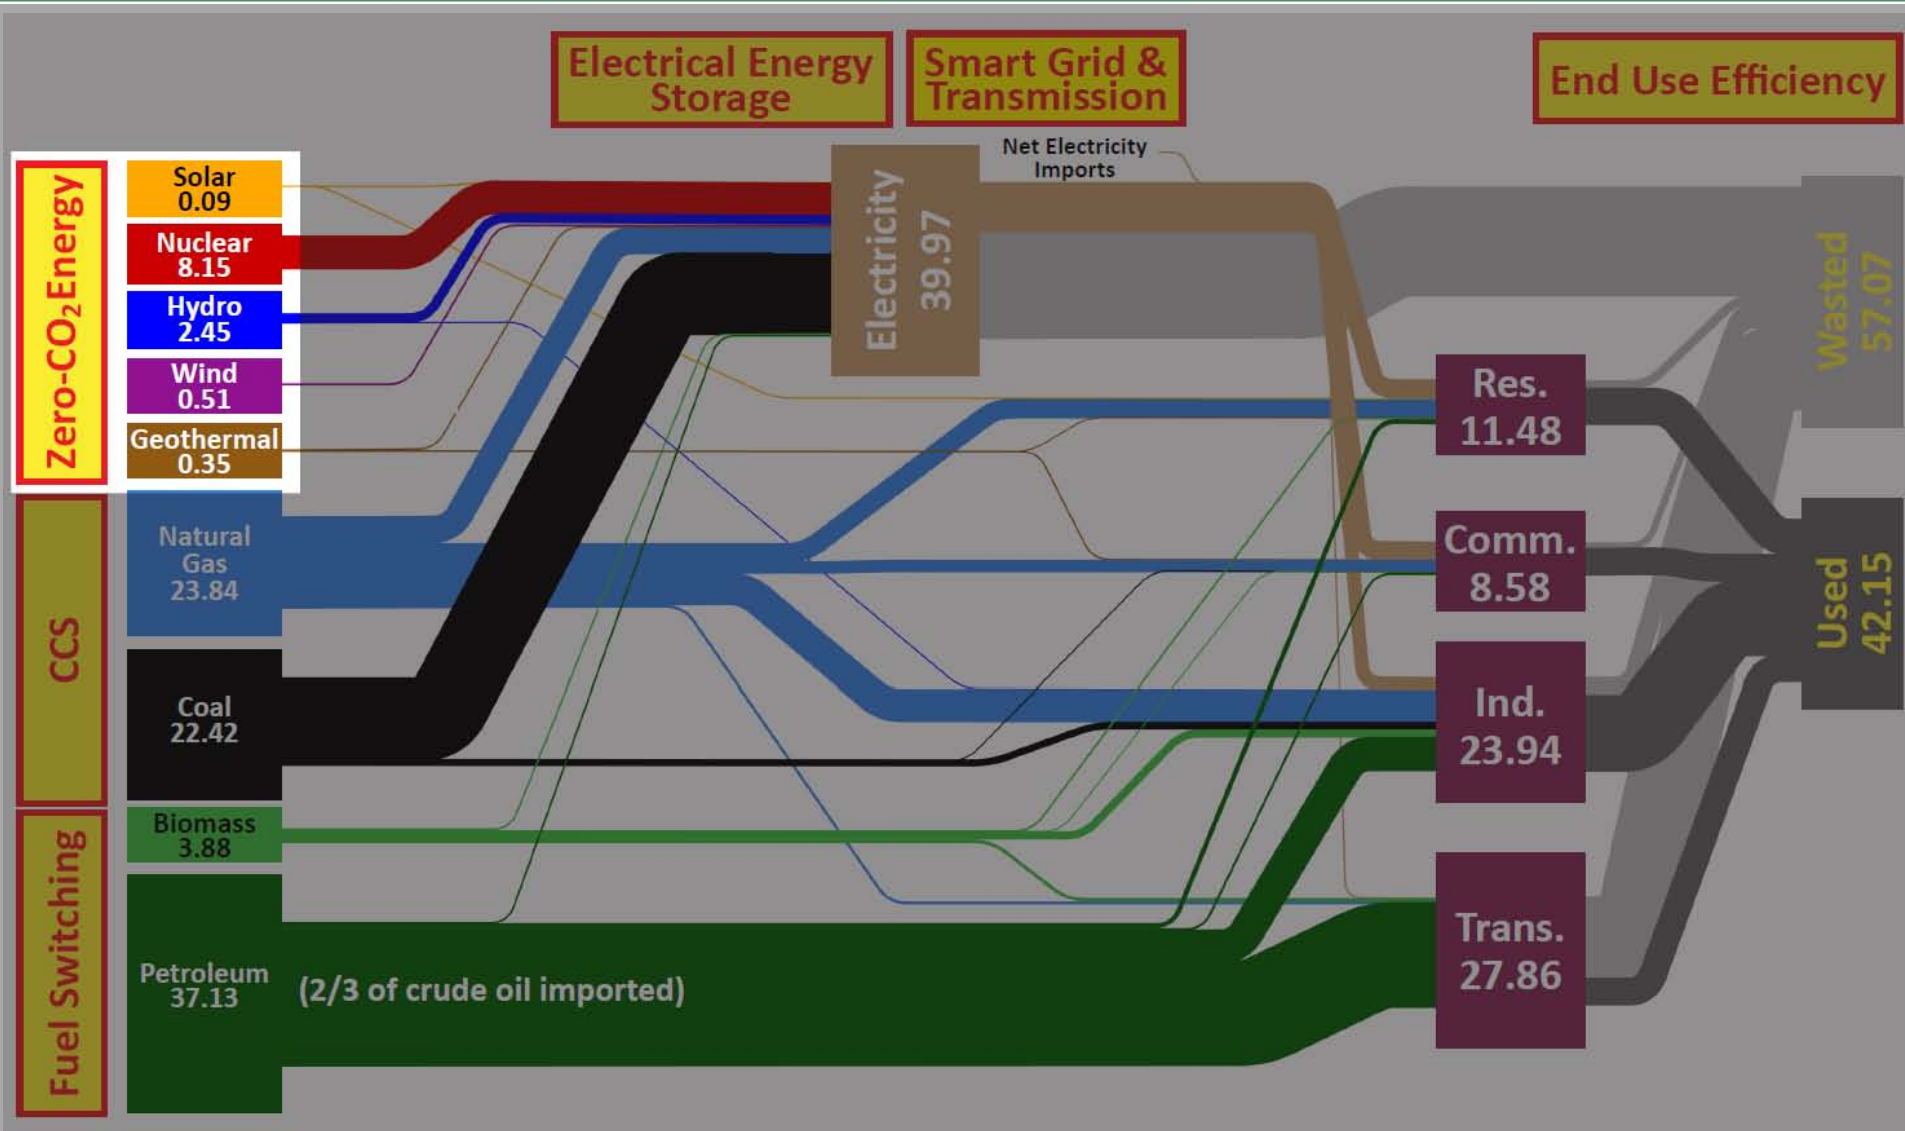 Electrical Energy
Storage
Smart Grid &
Transmission
End Use Efficiency
Net Electricity
Imports
Zero-CO₂Energy
Solar
0.09
Nuclear
8.15
Hydro
2.45
Wind
0.51
Geothermal
0.35
CCS
Natural
Gas
23.84
Coal
22.42
Fuel Switching
Biomass
3.88
Petroleum
37.13
(2/3 of crude oil imported)
Electricity
39.97
Res.
11.48
Comm.
8.58
Ind.
23.94
Trans.
27.86
Wasted
57.07
Used
42.15